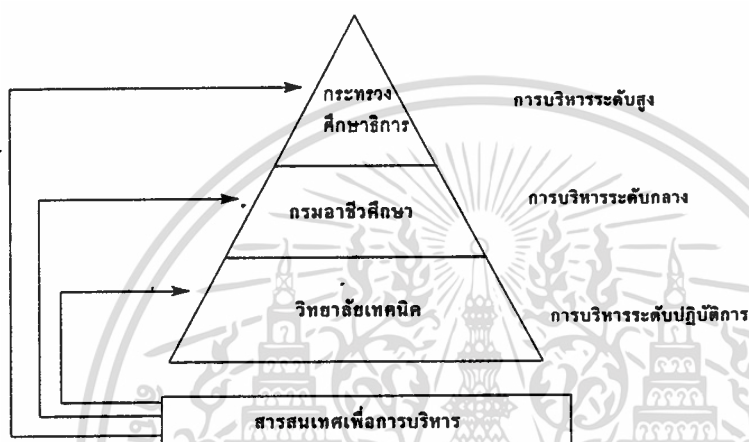 กระทรวง
ศึกษาธิการ
การบริหารระดับสูง
กรมอาชีวศึกษา
การบริหารระดับกลาง
วิทยาลัยเทคนิค
การบริหารระดับปฏิบัติการ
สารสนเทศเพื่อการบริหาร